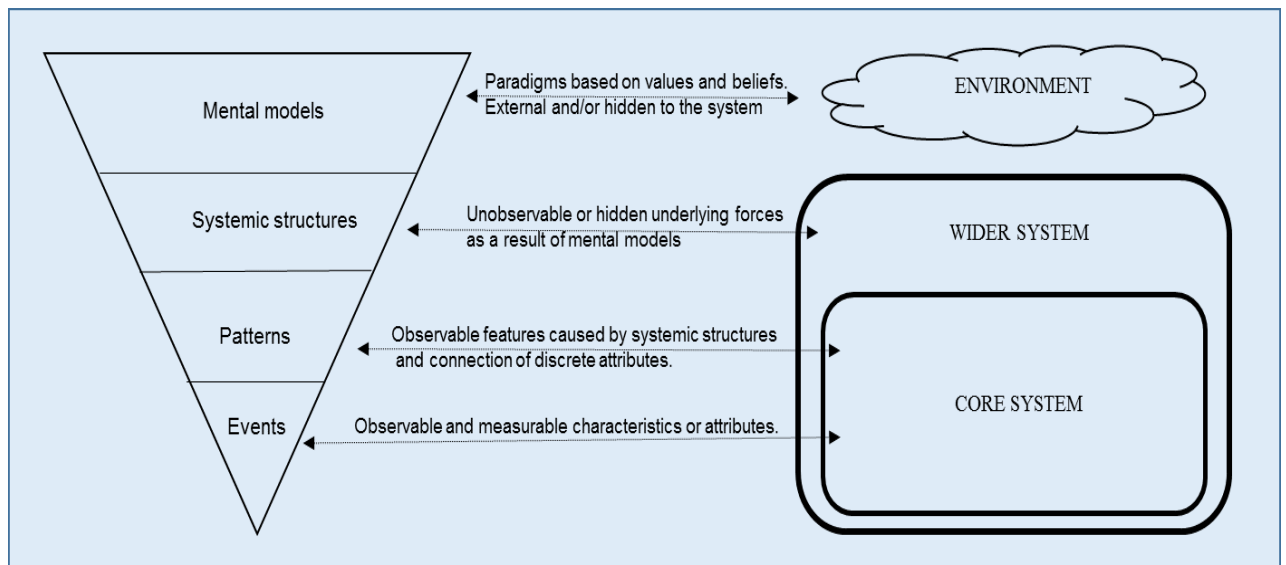 Mental models
Paradigms based on values and beliefs.
External and/or hidden to the system
ENVIRONMENT
Systemic structures
Unobservable or hidden underlying forces
as a result of mental models
WIDER SYSTEM
Patterns
Observable features caused by systemic structures
and connection of discrete attributes.
CORE SYSTEM
Events
Observable and measurable characteristics or attributes.